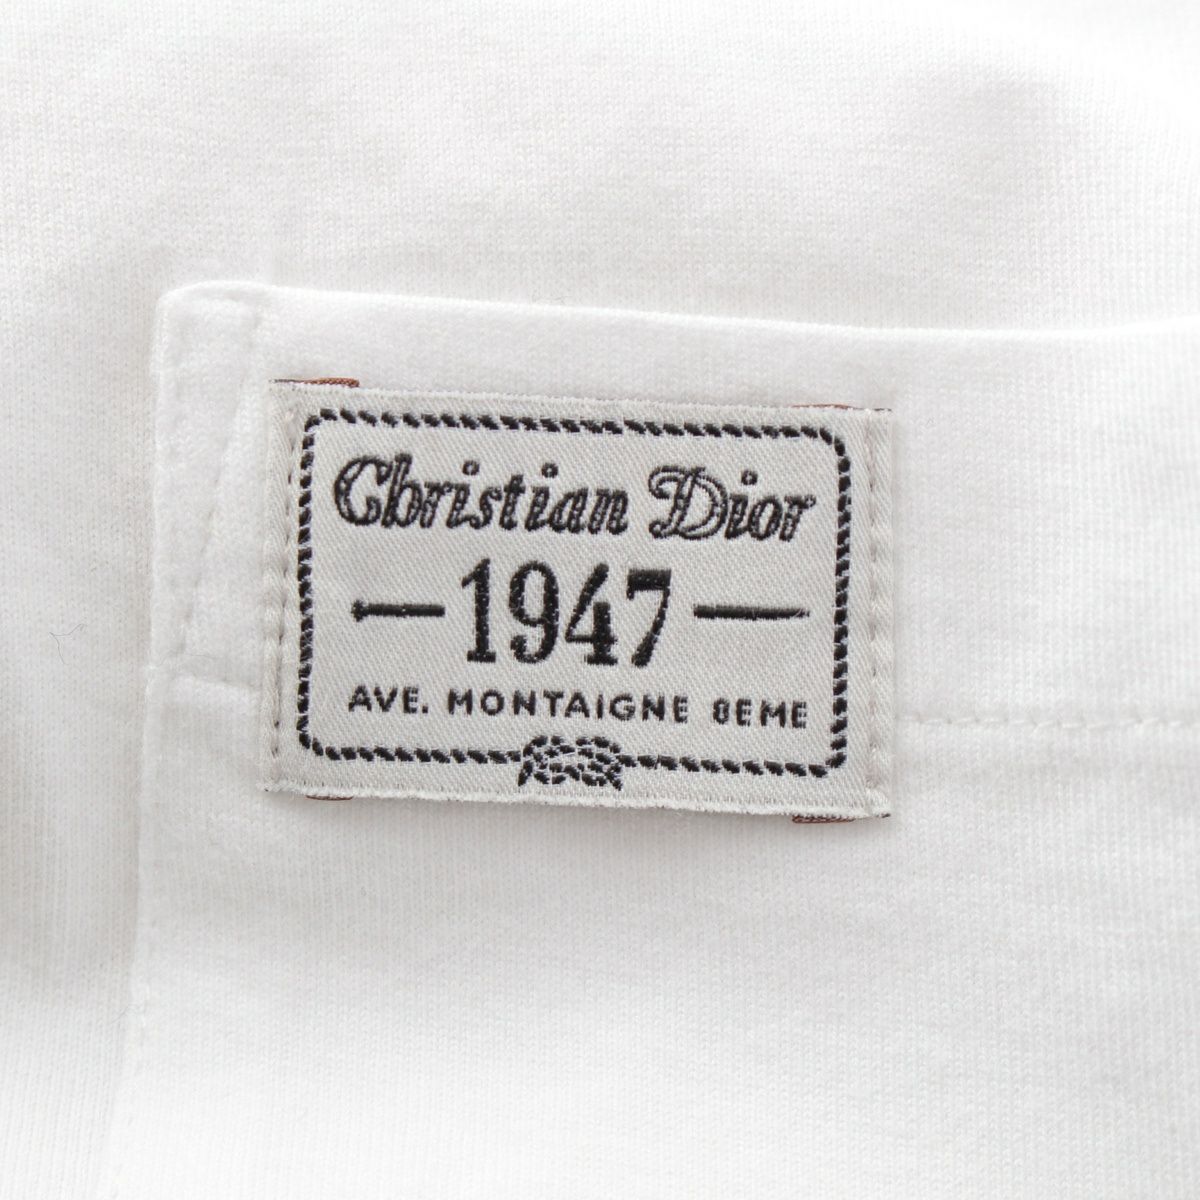 Christian Dior
1947
AVE. MONTAIGNE 8EME